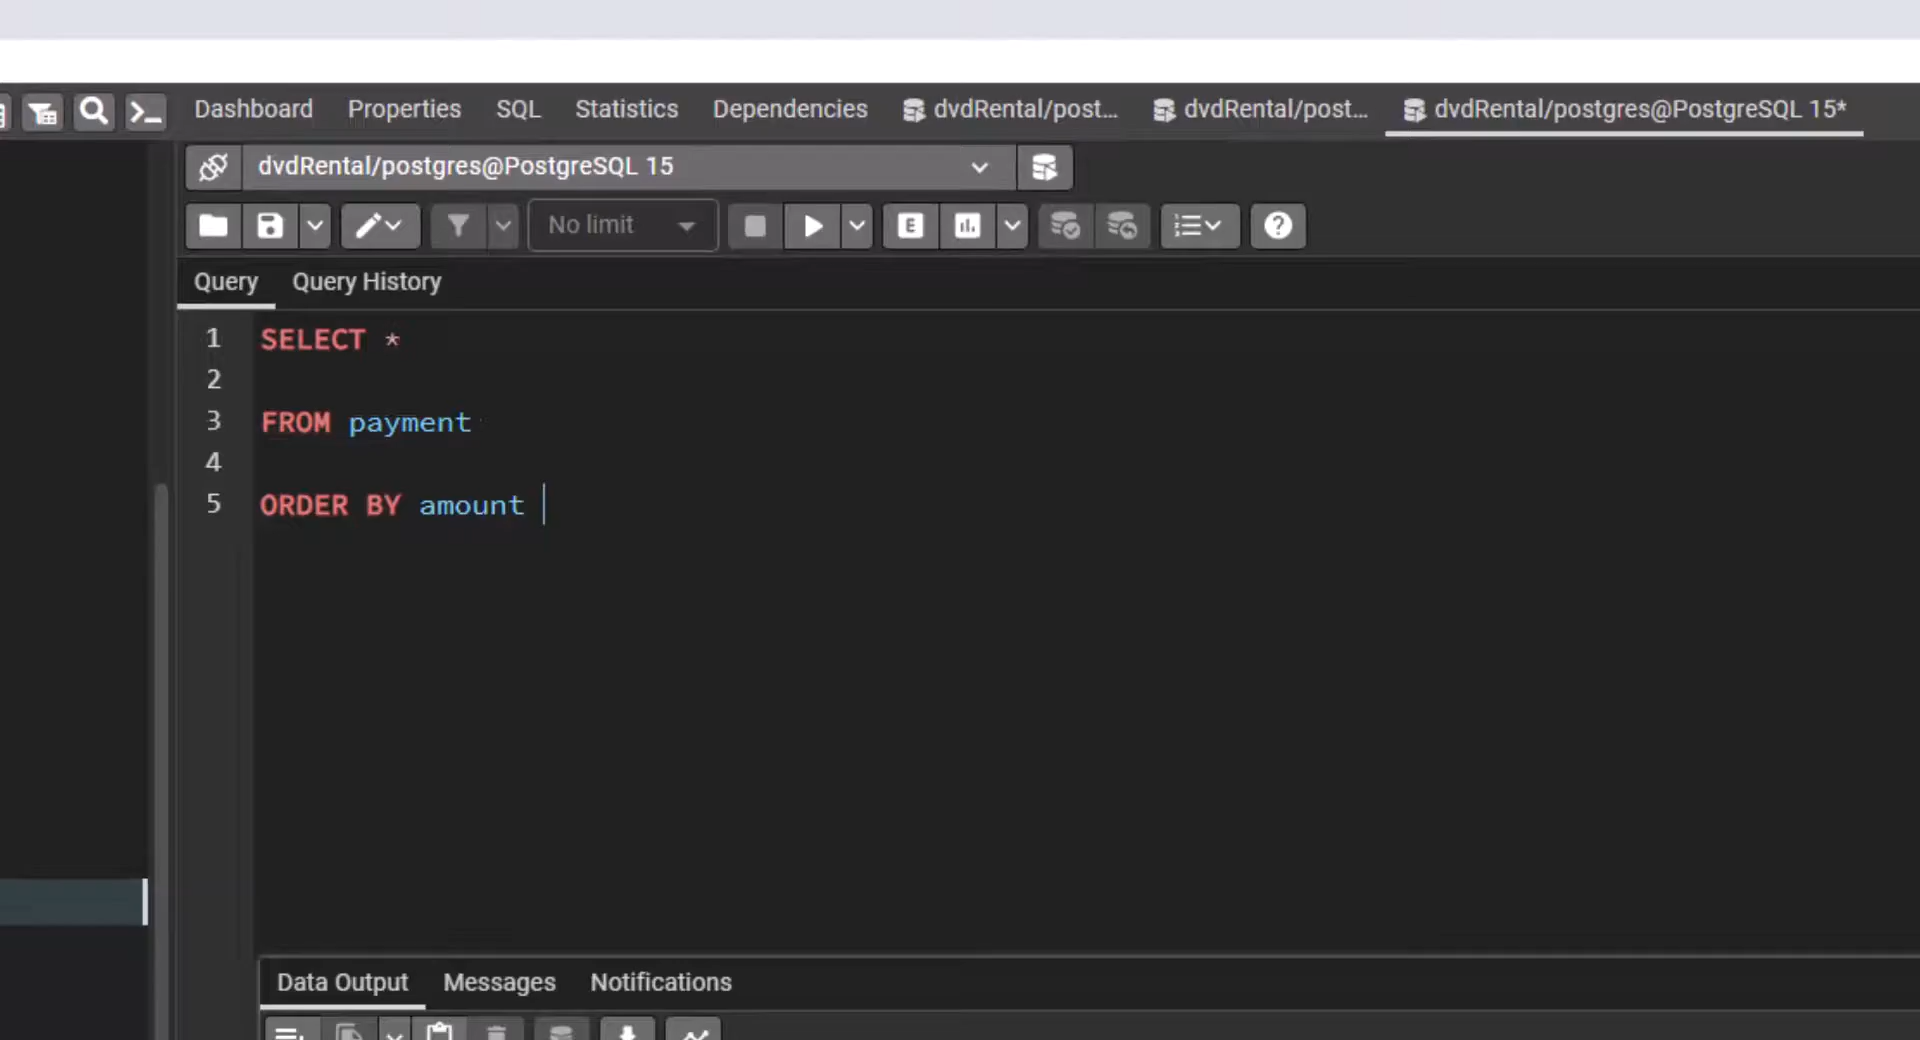 Dashboard Properties SQL Statistics Dependencies dvdRental/post... dvdRental/post... dvdRental/postgres@PostgreSQL 15*
dvdRental/postgres@PostgreSQL 15
No limit E ?
Query Query History
1 SELECT *
2
3 FROM payment
4
5 ORDER BY amount
Data Output Messages Notifications